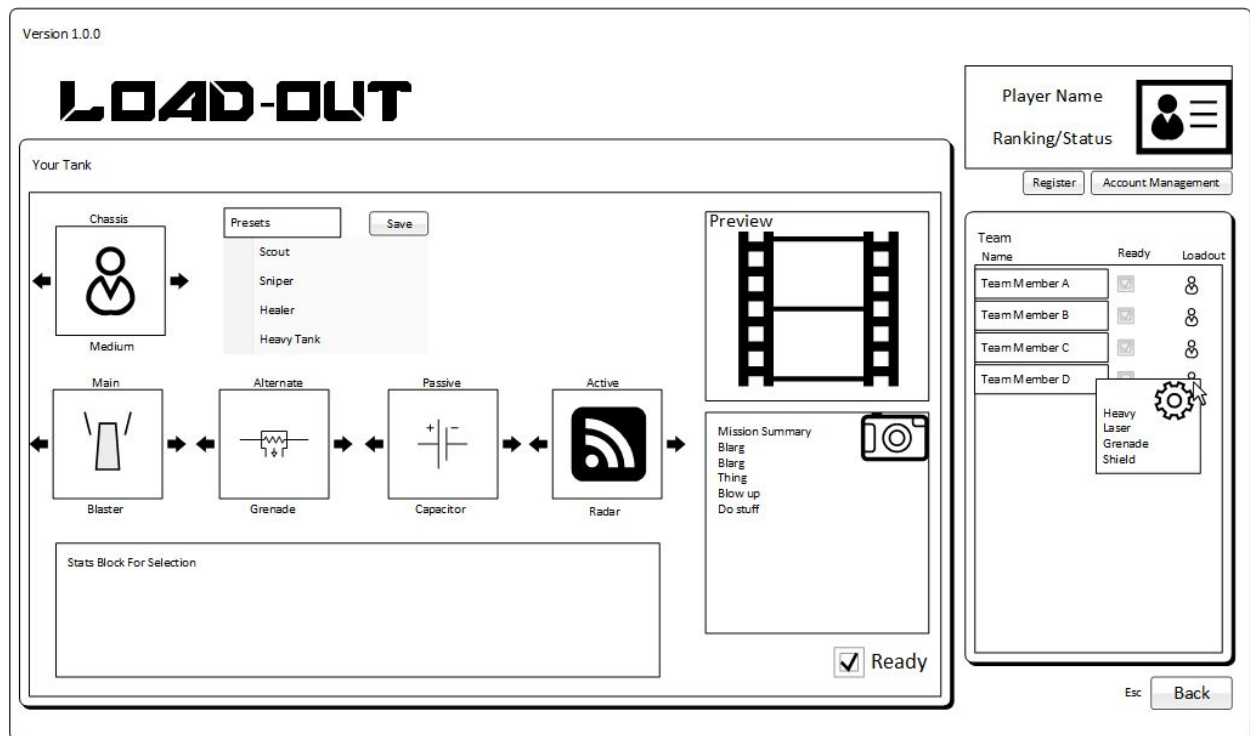 Version 1.0.0
LOAD-OUT
Player Name
Ranking/Status
Register
Account Management
Your Tank
Chassis
Medium
Presets
Save
Scout
Sniper
Healer
Heavy Tank
Main
Alternate
Passive
Active
+ -
Blaster
Grenade
Capacitor
Radar
Stats Block For Selection
Preview
Mission Summary
Blarg
Blarg
Thing
Blow up
Do stuff
Ready
Team
Name Ready Loadout
Team Member A
Team Member B
Team Member C
Team Member D
Heavy
Laser
Grenade
Shield
Esc Back